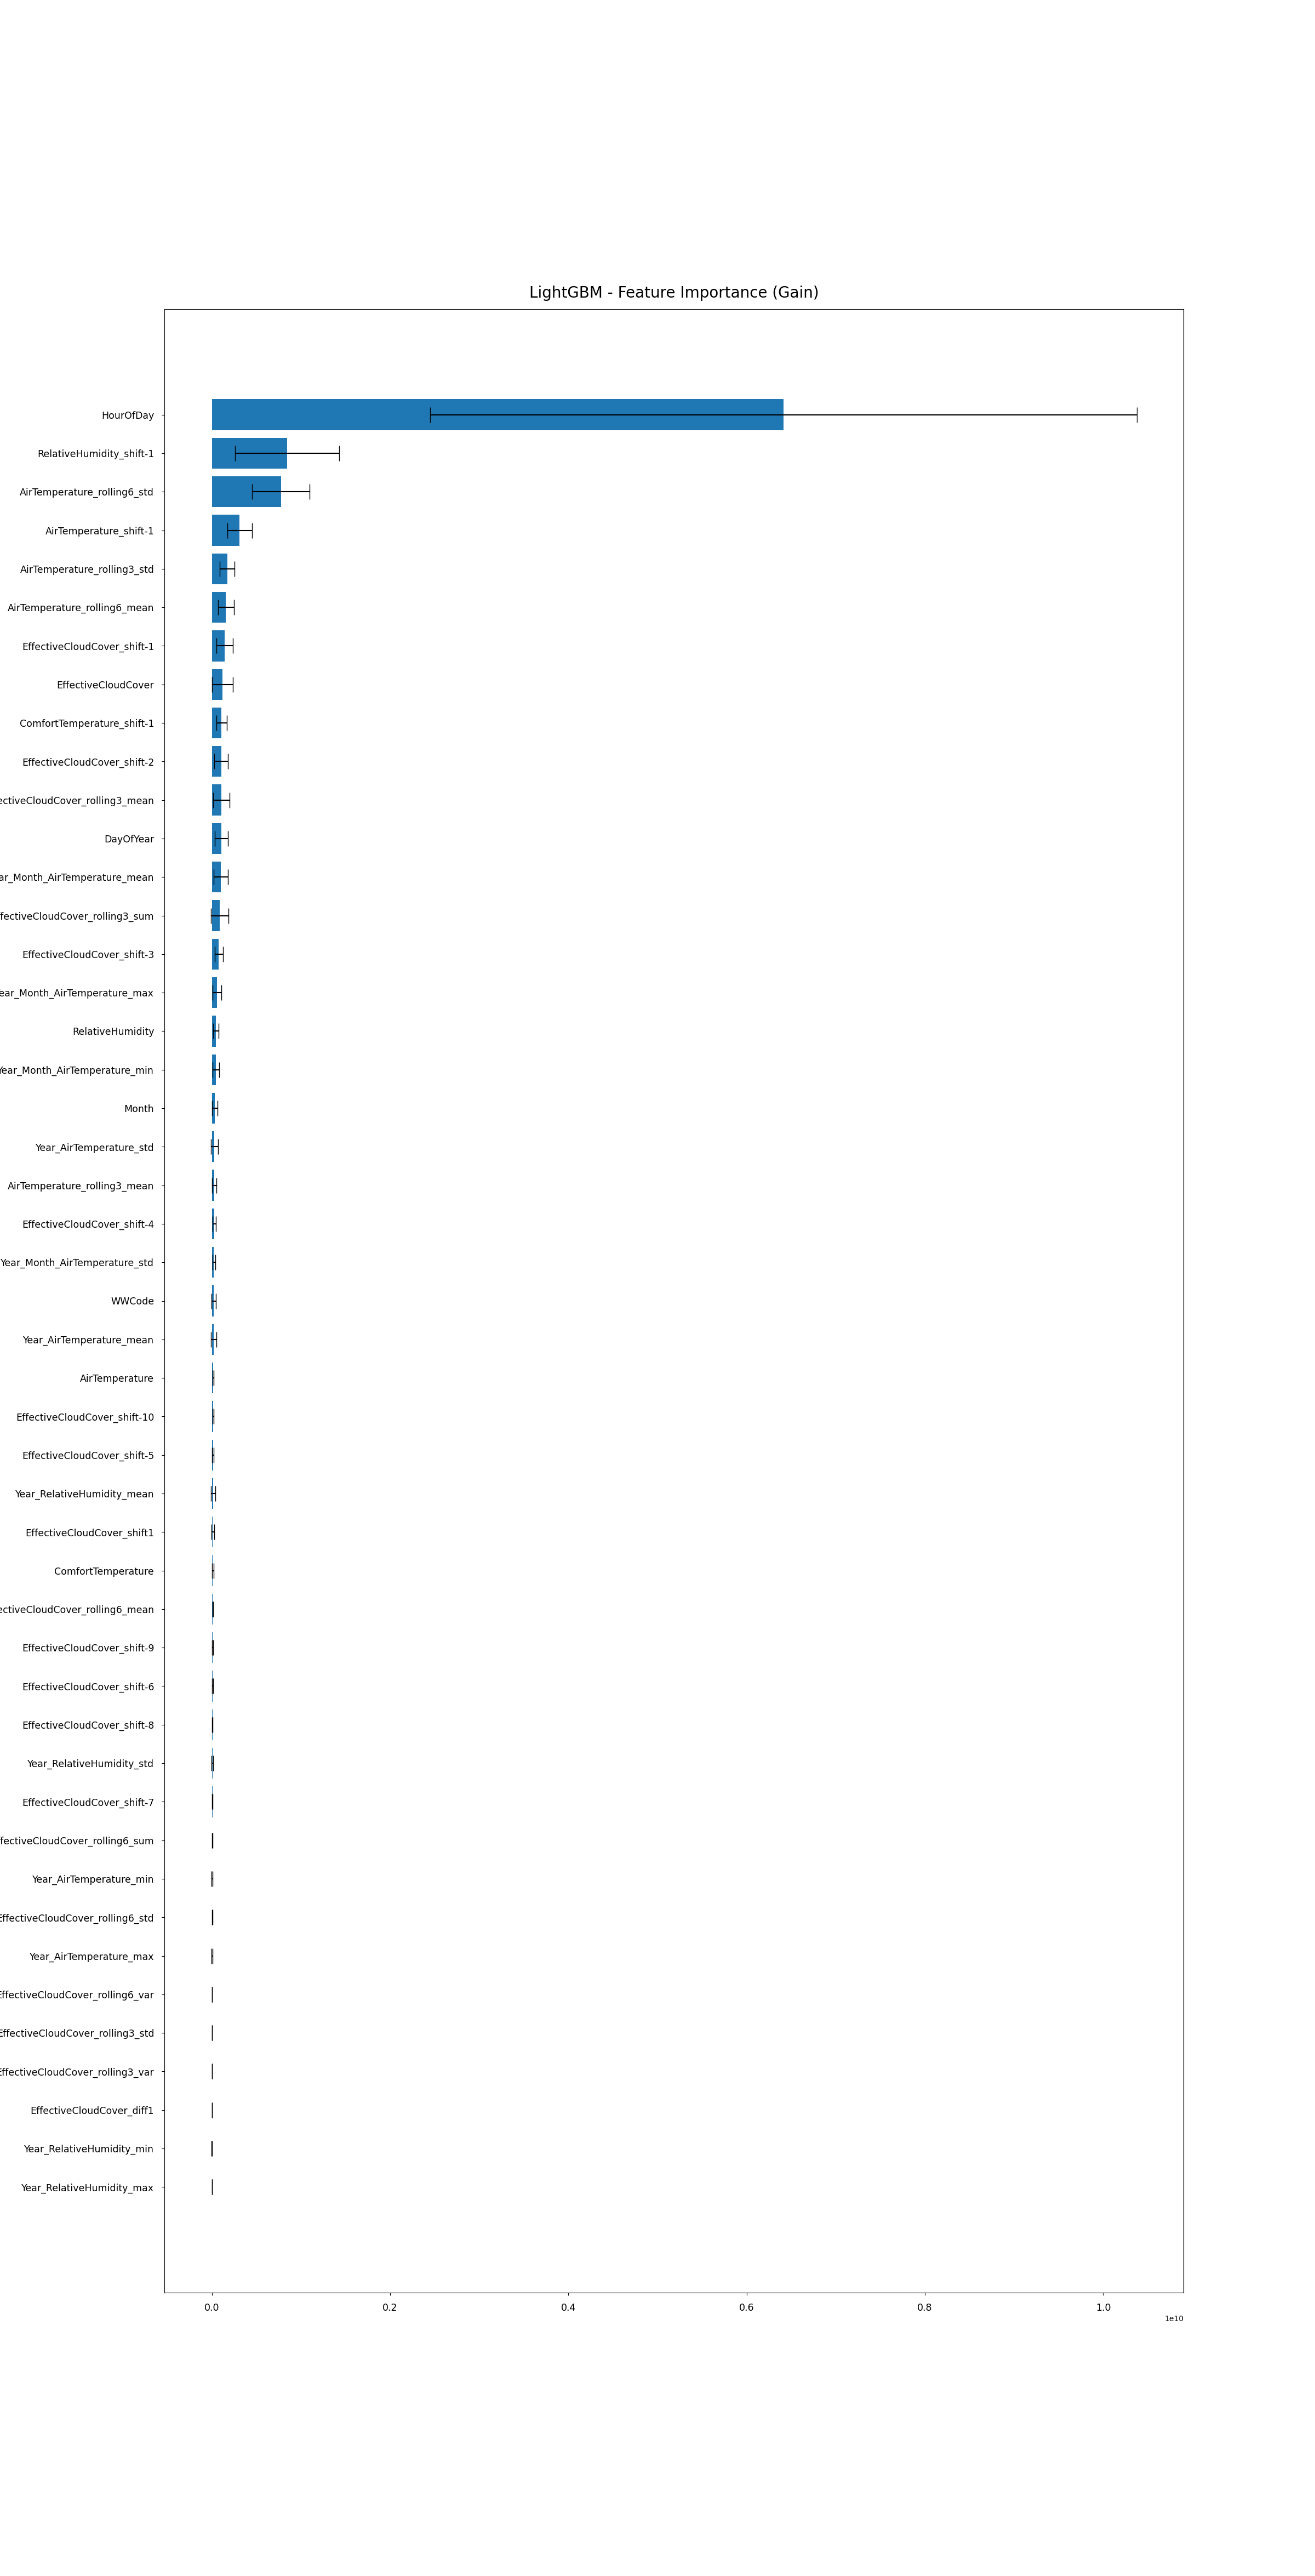 LightGBM - Feature Importance (Gain)
HourOfDay
RelativeHumidity_shift-1
AirTemperature_rolling6_std
AirTemperature_shift-1
AirTemperature_rolling3_std
AirTemperature_rolling6_mean
EffectiveCloudCover_shift-1
EffectiveCloudCover
ComfortTemperature_shift-1
EffectiveCloudCover_shift-2
ectiveCloudCover_rolling3_mean
DayOfYear
ar_Month_AirTemperature_mean
fectiveCloudCover_rolling3_sum
EffectiveCloudCover_shift-3
ear_Month_AirTemperature_max
RelativeHumidity
Year_Month_AirTemperature_min
Month
Year_AirTemperature_std
AirTemperature_rolling3_mean
EffectiveCloudCover_shift-4
Year_Month_AirTemperature_std
WWCode
Year_AirTemperature_mean
AirTemperature
EffectiveCloudCover_shift-10
EffectiveCloudCover_shift-5
Year_RelativeHumidity_mean
EffectiveCloudCover_shift1
ComfortTemperature
ectiveCloudCover_rolling6_mean
EffectiveCloudCover_shift-9
EffectiveCloudCover_shift-6
EffectiveCloudCover_shift-8
Year_RelativeHumidity_std
EffectiveCloudCover_shift-7
fectiveCloudCover_rolling6_sum
Year_AirTemperature_min
EffectiveCloudCover_rolling6_std
Year_AirTemperature_max
EffectiveCloudCover_rolling6_var
EffectiveCloudCover_rolling3_std
EffectiveCloudCover_rolling3_var
EffectiveCloudCover_diff1
Year_RelativeHumidity_min
Year_RelativeHumidity_max
0.0 0.2 0.4 0.6 0.8 1.0
1e10